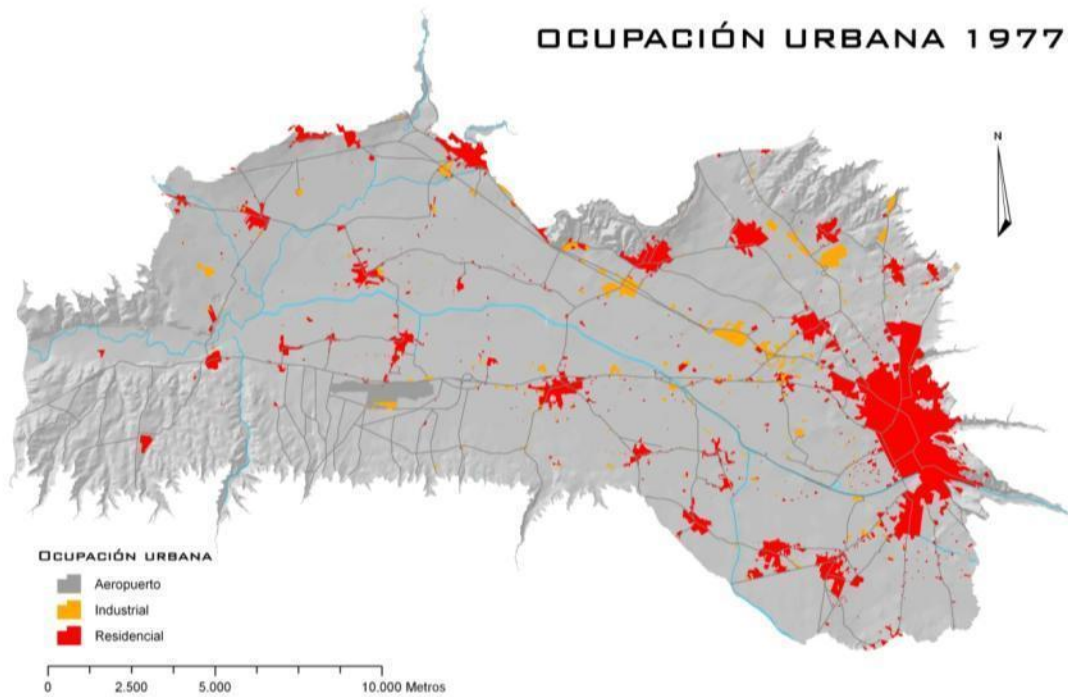 OCUPACIÓN URBANA 1977
N
OCUPACIÓN URBANA
Aeropuerto
Industrial
Residencial
0 2.500 5.000 10.000 Metros